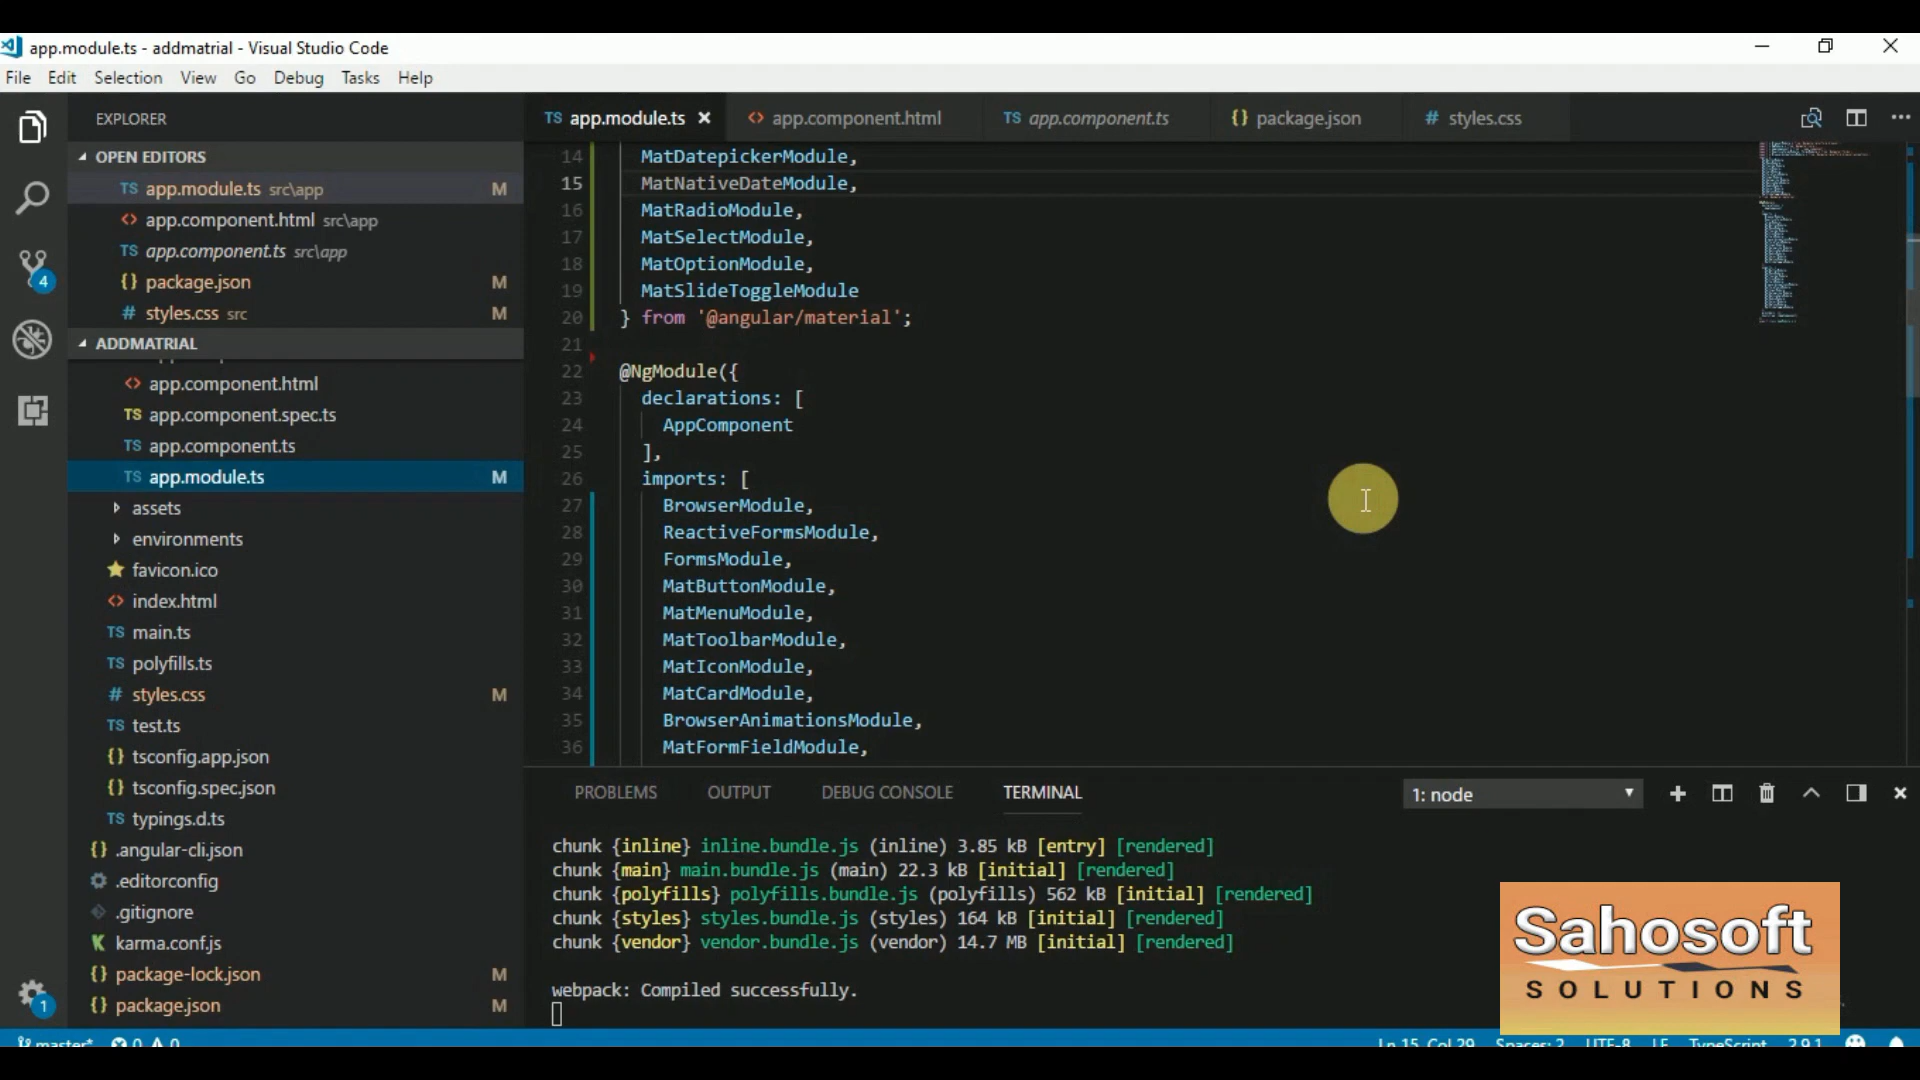 app.module.ts - addmatrial - Visual Studio Code
File Edit Selection View Go Debug Tasks Help
EXPLORER
OPEN EDITORS
TS app.module.ts src\app M
<> app.component.html src\app
TS app.component.ts src\app
{} package.json M
# styles.css src M
ADDMATRIAL
<> app.component.html
TS app.component.spec.ts
TS app.component.ts
TS app.module.ts M
assets
environments
favicon.ico
<> index.html
TS main.ts
TS polyfills.ts
# styles.css M
TS test.ts
{} tsconfig.app.json
{} tsconfig.spec.json
TS typings.d.ts
{} .angular-cli.json
.editorconfig
.gitignore
K karma.conf.js
{} package-lock.json M
{} package.json M
4
1
TS app.module.ts × <> app.component.html TS app.component.ts {} package.json # styles.css
14 MatDatepickerModule,
15 MatNativeDateModule,
16 MatRadioModule,
17 MatSelectModule,
18 MatOptionModule,
19 MatSlideToggleModule
20 } from '@angular/material';
21
22 @NgModule({
23 declarations: [
24 AppComponent
25 ],
26 imports: [
27 BrowserModule,
28 ReactiveFormsModule,
29 FormsModule,
30 MatButtonModule,
31 MatMenuModule,
32 MatToolbarModule,
33 MatIconModule,
34 MatCardModule,
35 BrowserAnimationsModule,
36 MatFormFieldModule,
PROBLEMS OUTPUT DEBUG CONSOLE TERMINAL 1: node
chunk {inline} inline.bundle.js (inline) 3.85 kB [entry] [rendered]
chunk {main} main.bundle.js (main) 22.3 kB [initial] [rendered]
chunk {polyfills} polyfills.bundle.js (polyfills) 562 kB [initial] [rendered]
chunk {styles} styles.bundle.js (styles) 164 kB [initial] [rendered]
chunk {vendor} vendor.bundle.js (vendor) 14.7 MB [initial] [rendered]
webpack: Compiled successfully.
Sahosoft
SOLUTIONS
master* 0 0 Ln 15, Col 29 Spaces: 2 UTF-8 LF TypeScript 2.9.1